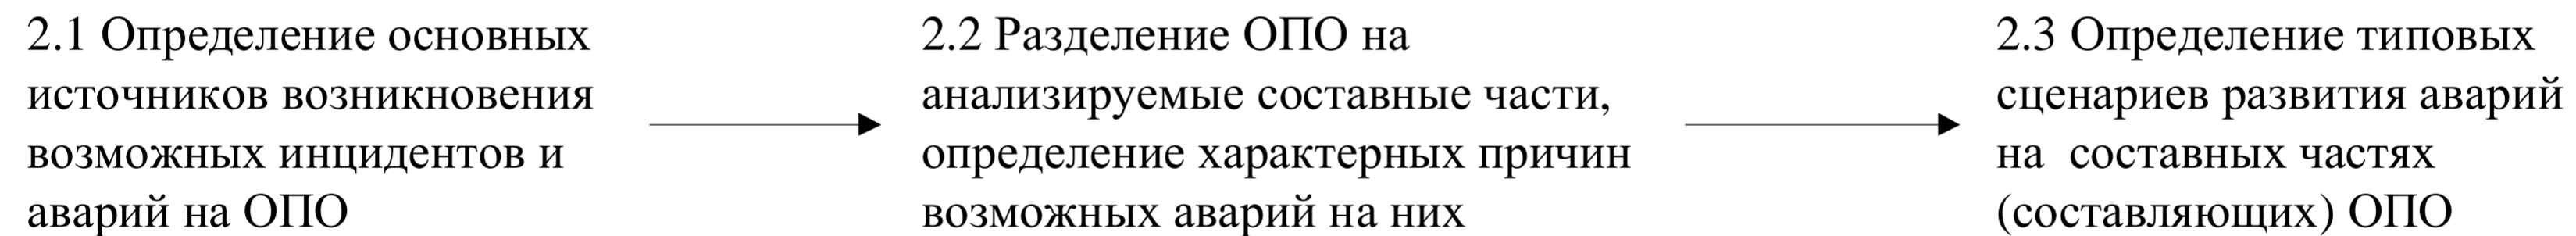 2.1 Определение основных
источников возникновения
возможных инцидентов и
аварий на ОПО
2.2 Разделение ОПО на
анализируемые составные части,
определение характерных причин
возможных аварий на них
2.3 Определение типовых
сценариев развития аварий
на составных частях
(составляющих) ОПО